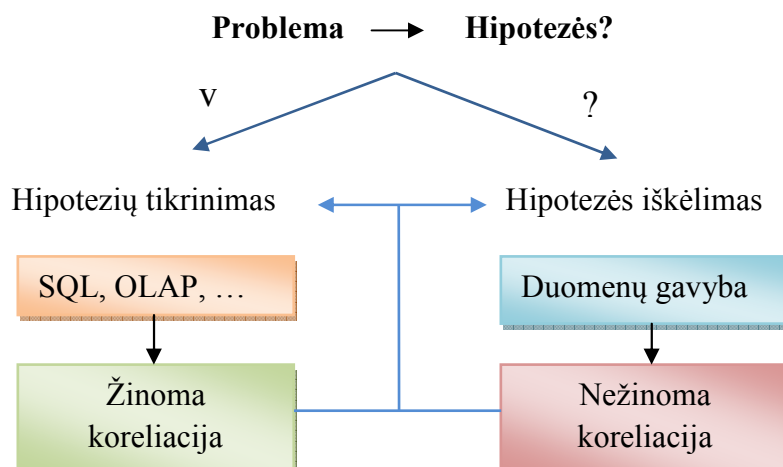 Problema Hipotezės?
v ?
Hipotezių tikrinimas Hipotezės iškėlimas
SQL, OLAP, … Duomenų gavyba
Žinoma Nežinoma
koreliacija koreliacija